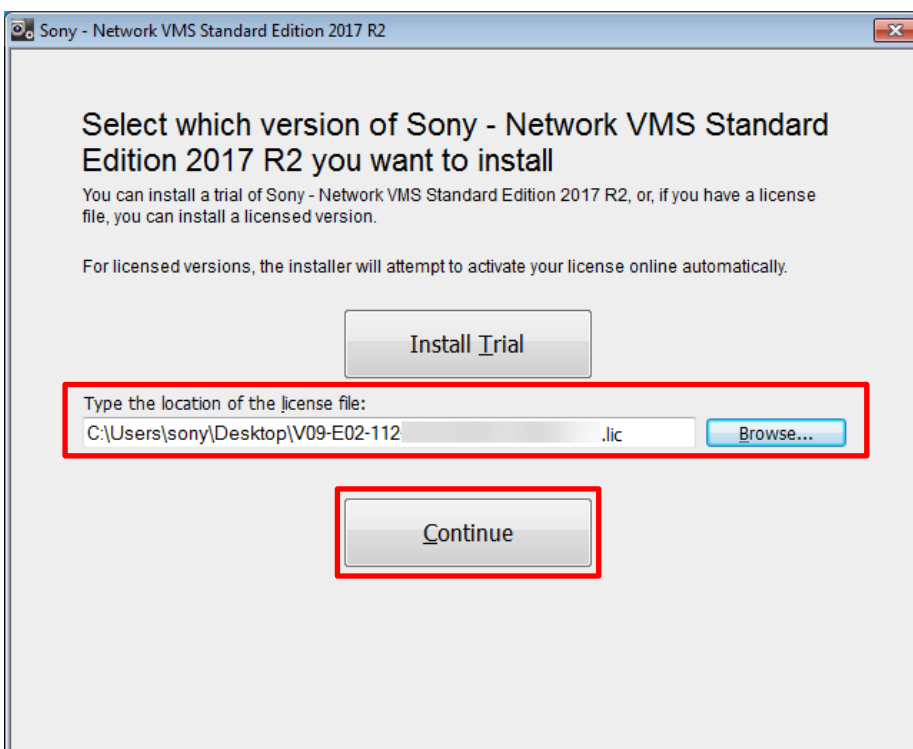 Sony - Network VMS Standard Edition 2017 R2
Select which version of Sony - Network VMS Standard
Edition 2017 R2 you want to install
You can install a trial of Sony - Network VMS Standard Edition 2017 R2, or, if you have a license
file, you can install a licensed version.
For licensed versions, the installer will attempt to activate your license online automatically.
Install Trial
Type the location of the license file:
C:\Users\sony\Desktop\V09-E02-112 .lic
Browse...
Continue